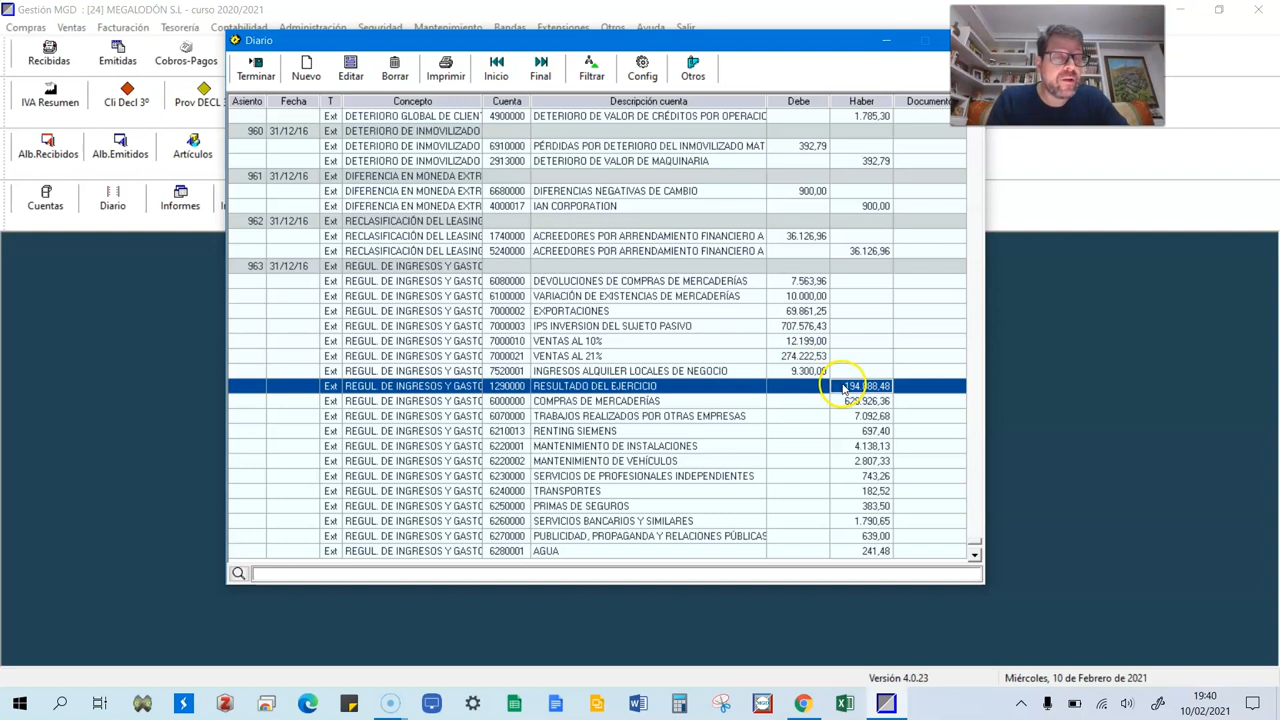 Gestión MGD : [24] MEGALODÓN S.L - curso 2020/2021
Compras Ventas Facturación Tesorería Administración Seguridad Mantenimiento Bandeja Entornos Otros Ayuda Salir
Recibidas Emitidas Cobros-Pagos
IVA Resumen Cli Decl 3º Prov DECL
Alb.Recibidos Alb.Emitidos Artículos
Cuentas Diario Informes
Diario
Terminar Nuevo Editar Borrar Imprimir Inicio Final Filtrar Config Otros
Asiento Fecha T Concepto Cuenta Descripción cuenta Debe Haber Documento
Ext DETERIORO GLOBAL DE CLIEN 4900000 DETERIORO DE VALOR DE CRÉDITOS POR OPERACIO 1.785,30
960 31/12/16 Ext DETERIORO DE INMOVILIZADO
Ext DETERIORO DE INMOVILIZADO 6910000 PÉRDIDAS POR DETERIORO DEL INMOVILIZADO MAT 392,79
Ext DETERIORO DE INMOVILIZADO 2913000 DETERIORO DE VALOR DE MAQUINARIA 392,79
961 31/12/16 Ext DIFERENCIA EN MONEDA EXTR
Ext DIFERENCIA EN MONEDA EXTR 6680000 DIFERENCIAS NEGATIVAS DE CAMBIO 900,00
Ext DIFERENCIA EN MONEDA EXTR 4000017 IAN CORPORATION 900,00
962 31/12/16 Ext RECLASIFICACIÓN DEL LEASING
Ext RECLASIFICACIÓN DEL LEASING 1740000 ACREEDORES POR ARRENDAMIENTO FINANCIERO A 36.126,96
Ext RECLASIFICACIÓN DEL LEASING 5240000 ACREEDORES POR ARRENDAMIENTO FINANCIERO A 36.126,96
963 31/12/16 Ext REGUL. DE INGRESOS Y GASTO
Ext REGUL. DE INGRESOS Y GASTO 6080000 DEVOLUCIONES DE COMPRAS DE MERCADERÍAS 7.563,96
Ext REGUL. DE INGRESOS Y GASTO 6100000 VARIACIÓN DE EXISTENCIAS DE MERCADERÍAS 10.000,00
Ext REGUL. DE INGRESOS Y GASTO 7000002 EXPORTACIONES 69.861,25
Ext REGUL. DE INGRESOS Y GASTO 7000003 IPS INVERSION DEL SUJETO PASIVO 707.576,43
Ext REGUL. DE INGRESOS Y GASTO 7000010 VENTAS AL 10% 12.199,00
Ext REGUL. DE INGRESOS Y GASTO 7000021 VENTAS AL 21% 274.222,53
Ext REGUL. DE INGRESOS Y GASTO 7520001 INGRESOS ALQUILER LOCALES DE NEGOCIO 9.300,00
Ext REGUL. DE INGRESOS Y GASTO 1290000 RESULTADO DEL EJERCICIO
Ext REGUL. DE INGRESOS Y GASTO 6000000 COMPRAS DE MERCADERÍAS
Ext REGUL. DE INGRESOS Y GASTO 6070000 TRABAJOS REALIZADOS POR OTRAS EMPRESAS 7.092,68
Ext REGUL. DE INGRESOS Y GASTO 6210013 RENTING SIEMENS 697,40
Ext REGUL. DE INGRESOS Y GASTO 6220001 MANTENIMIENTO DE INSTALACIONES 4.138,13
Ext REGUL. DE INGRESOS Y GASTO 6220002 MANTENIMIENTO DE VEHÍCULOS 2.807,33
Ext REGUL. DE INGRESOS Y GASTO 6230000 SERVICIOS DE PROFESIONALES INDEPENDIENTES 743,26
Ext REGUL. DE INGRESOS Y GASTO 6240000 TRANSPORTES 182,52
Ext REGUL. DE INGRESOS Y GASTO 6250000 PRIMAS DE SEGUROS 383,50
Ext REGUL. DE INGRESOS Y GASTO 6260000 SERVICIOS BANCARIOS Y SIMILARES 1.790,65
Ext REGUL. DE INGRESOS Y GASTO 6270000 PUBLICIDAD, PROPAGANDA Y RELACIONES PÚBLICAS 639,00
Ext REGUL. DE INGRESOS Y GASTO 6280001 AGUA 241,48
Versión 4.0.23 Miércoles, 10 de Febrero de 2021
19:40
10/02/2021